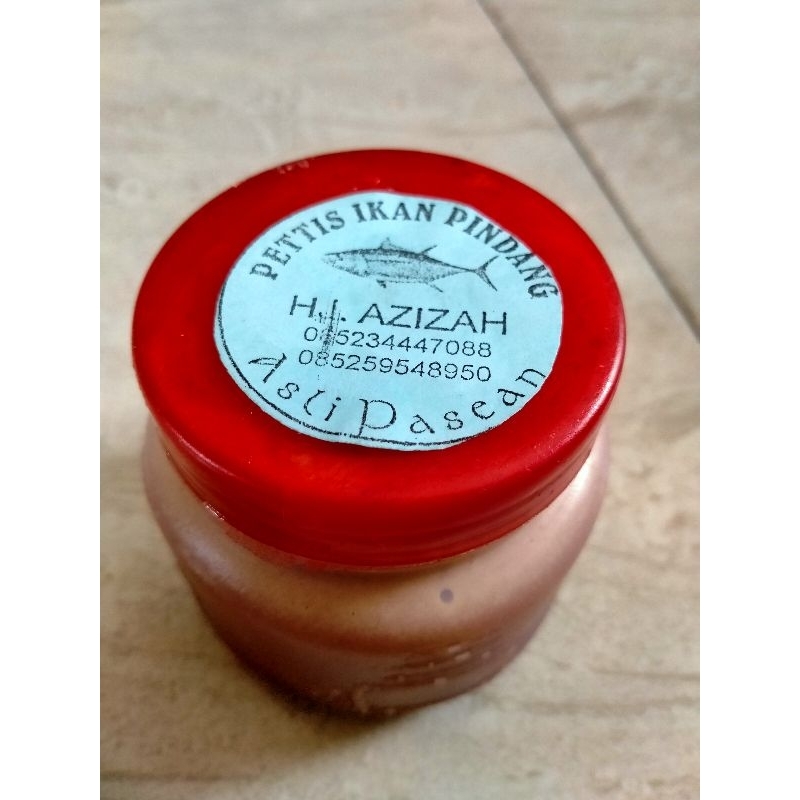 PETTIS IKAN PINDANG
H.J. AZIZAH
085234447088
085259548950
Asli Pasean